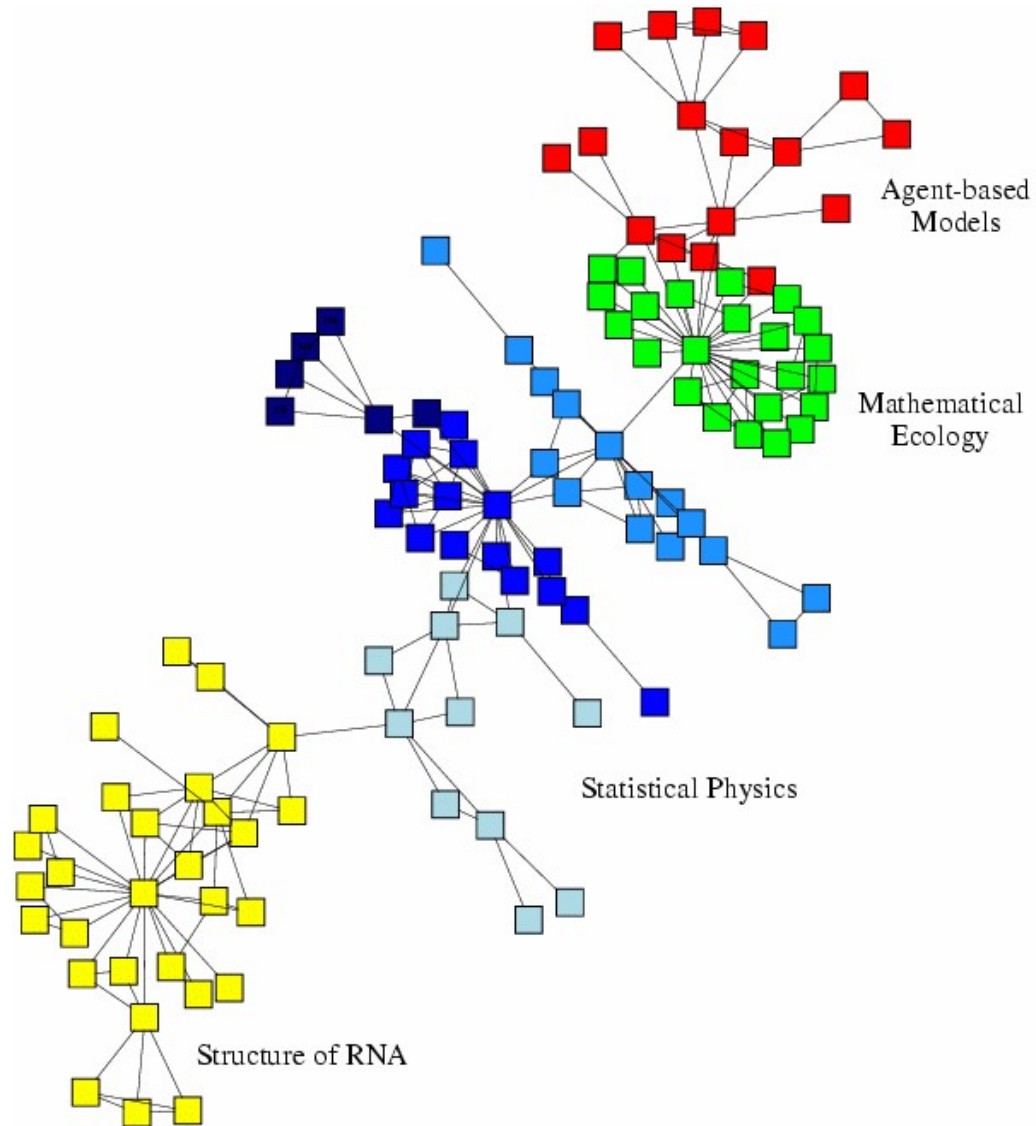 Agent-based
Models
Mathematical
Ecology
Statistical Physics
Structure of RNA